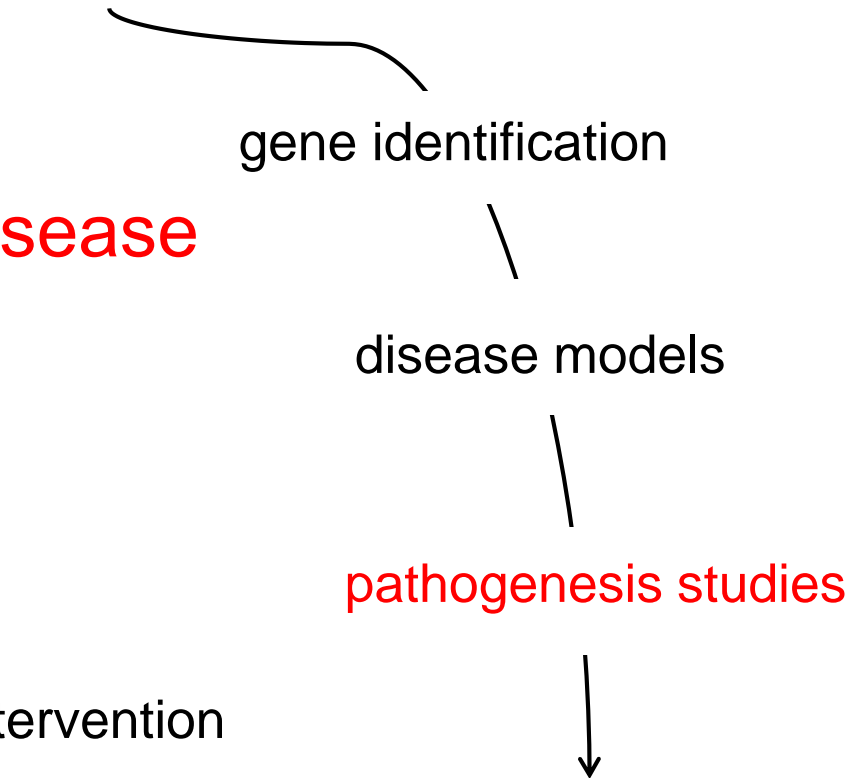 gene identification
sease
disease models
pathogenesis studies
tervention